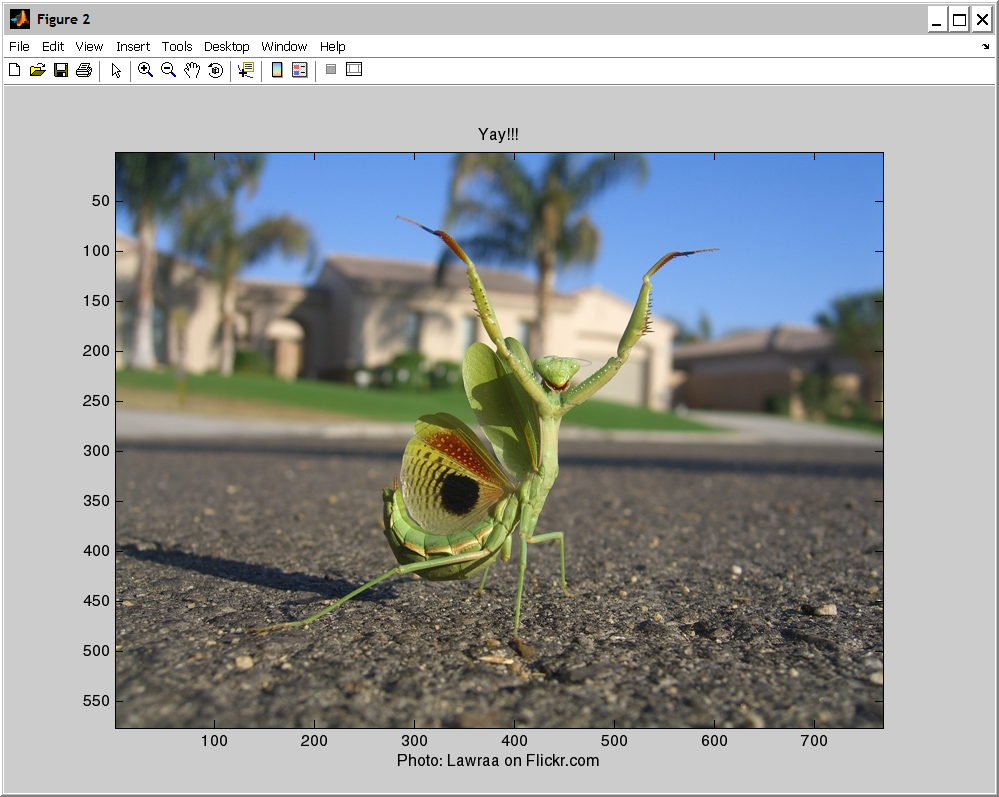 Figure 2
File Edit View Insert Tools Desktop Window Help
Yay!!!
50
100
150
200
250
300
350
400
450
500
550
100 200 300 400 500 600 700
Photo: Lawraa on Flickr.com